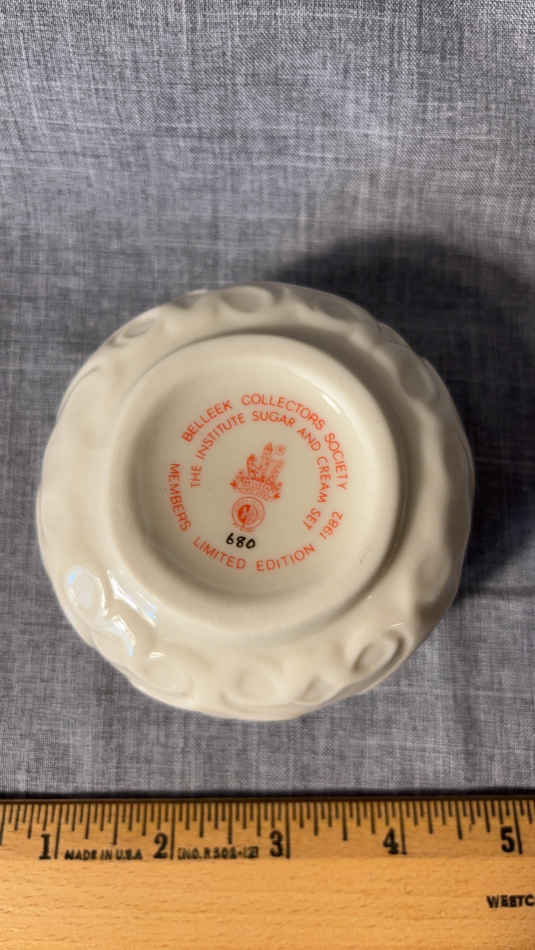 BELLEEK COLLECTORS SOCIETY
THE INSTITUTE SUGAR AND CREAM SET
MEMBERS LIMITED EDITION 1982
680
1 MADE IN U.S.A. 2 3 4 5
WESTC